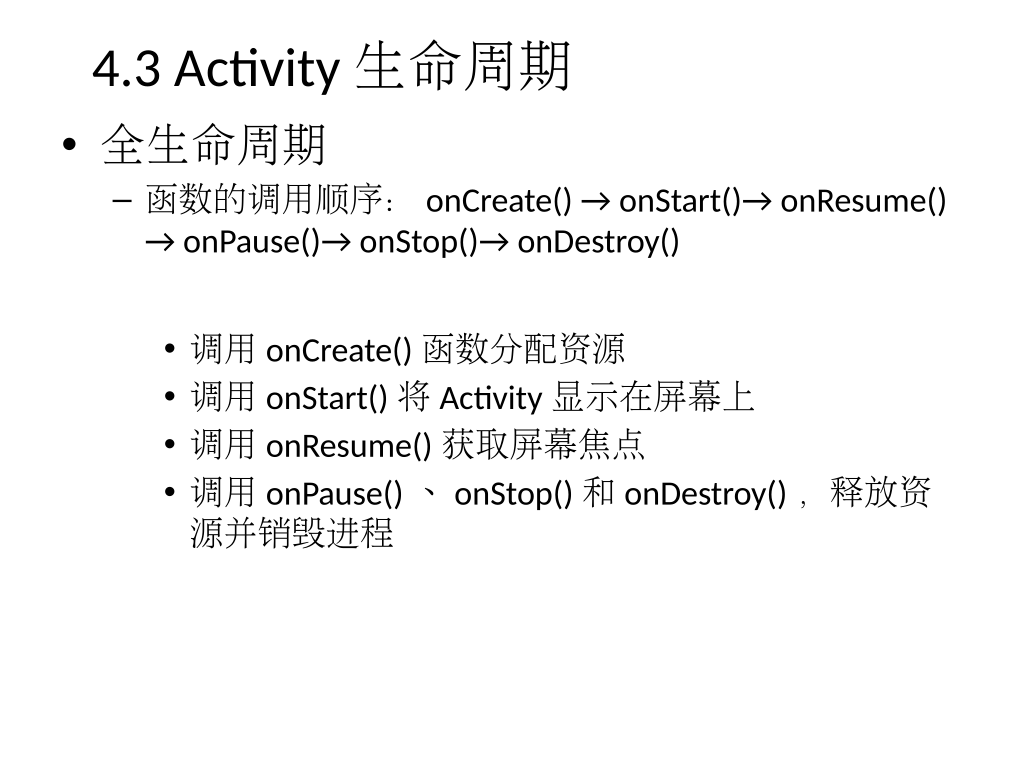 4.3 Activity 生命周期
• 全生命周期
– 函数的调用顺序： onCreate() → onStart()→ onResume()
→ onPause()→ onStop()→ onDestroy()
• 调用 onCreate() 函数分配资源
• 调用 onStart() 将 Activity 显示在屏幕上
• 调用 onResume() 获取屏幕焦点
• 调用 onPause() 、 onStop() 和 onDestroy() ，释放资
源并销毁进程